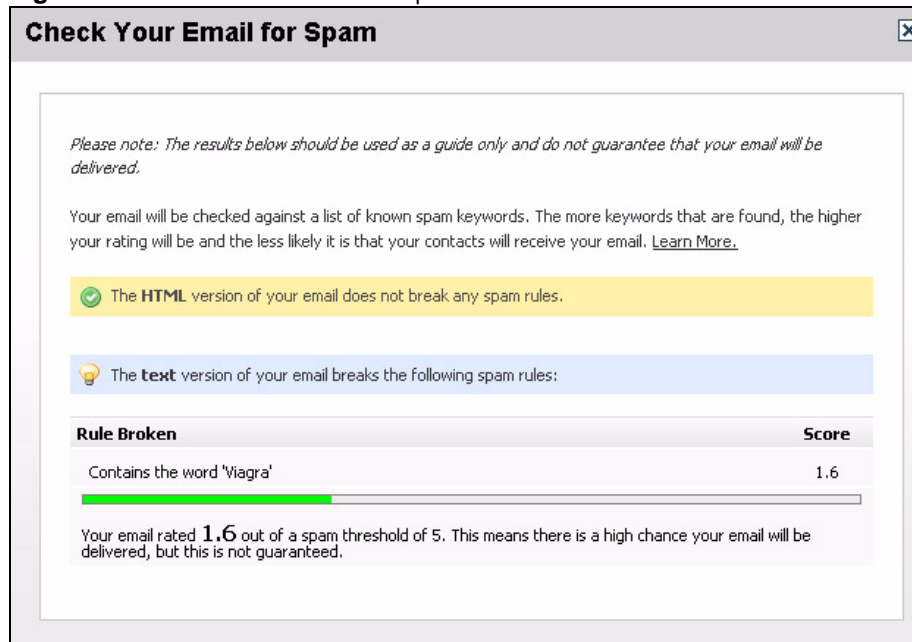 Check Your Email for Spam
Please note: The results below should be used as a guide only and do not guarantee that your email will be
delivered.
Your email will be checked against a list of known spam keywords. The more keywords that are found, the higher
your rating will be and the less likely it is that your contacts will receive your email. Learn More.
The HTML version of your email does not break any spam rules.
The text version of your email breaks the following spam rules:
Rule Broken Score
Contains the word 'Viagra' 1.6
Your email rated 1.6 out of a spam threshold of 5. This means there is a high chance your email will be
delivered, but this is not guaranteed.